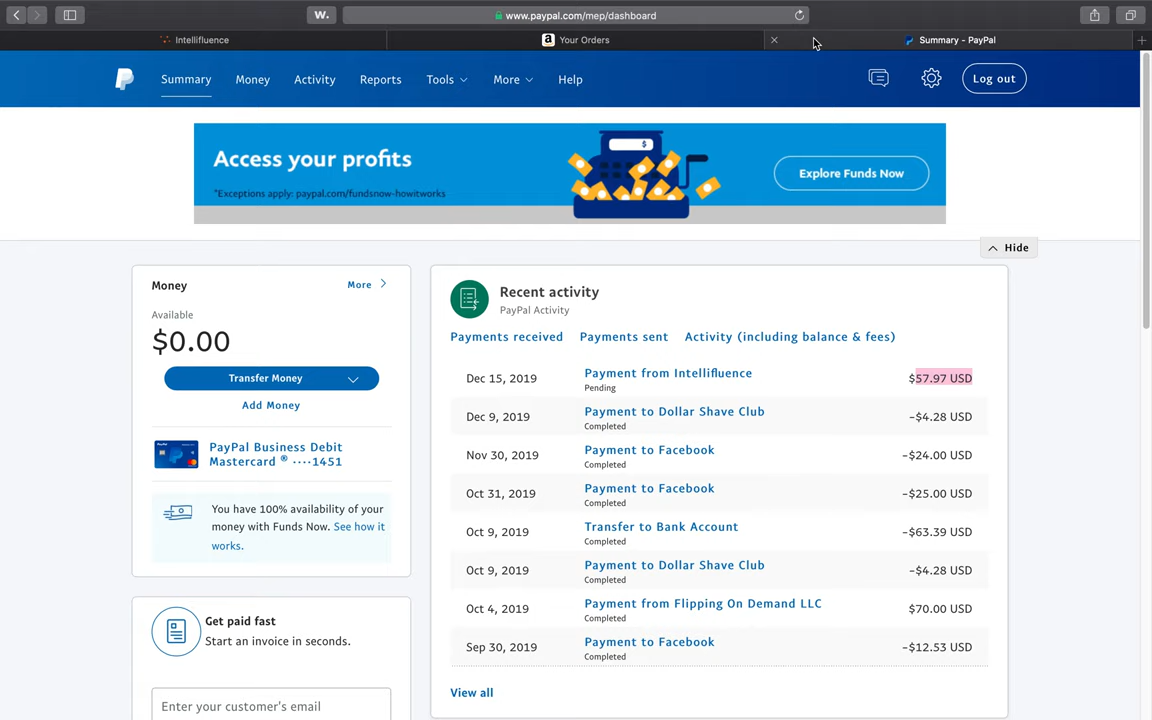 W.
www.paypal.com/mep/dashboard
Intellifluence
a
Your Orders
Summary - PayPal
Summary
Money
Activity
Reports
Tools
More
Help
Log out
Access your profits
*Exceptions apply: paypal.com/fundsnow-howitworks
$
Explore Funds Now
Hide
Money
More
Available
$0.00
Transfer Money
Add Money
PayPal Business Debit
Mastercard ® ····1451
You have 100% availability of your
money with Funds Now. See how it
works.
Get paid fast
Start an invoice in seconds.
Enter your customer's email
Recent activity
PayPal Activity
Payments received Payments sent Activity (including balance & fees)
Dec 15, 2019 Payment from Intellifluence $57.97 USD
Pending
Dec 9, 2019 Payment to Dollar Shave Club -$4.28 USD
Completed
Nov 30, 2019 Payment to Facebook -$24.00 USD
Completed
Oct 31, 2019 Payment to Facebook -$25.00 USD
Completed
Oct 9, 2019 Transfer to Bank Account -$63.39 USD
Completed
Oct 9, 2019 Payment to Dollar Shave Club -$4.28 USD
Completed
Oct 4, 2019 Payment from Flipping On Demand LLC $70.00 USD
Completed
Sep 30, 2019 Payment to Facebook -$12.53 USD
Completed
View all